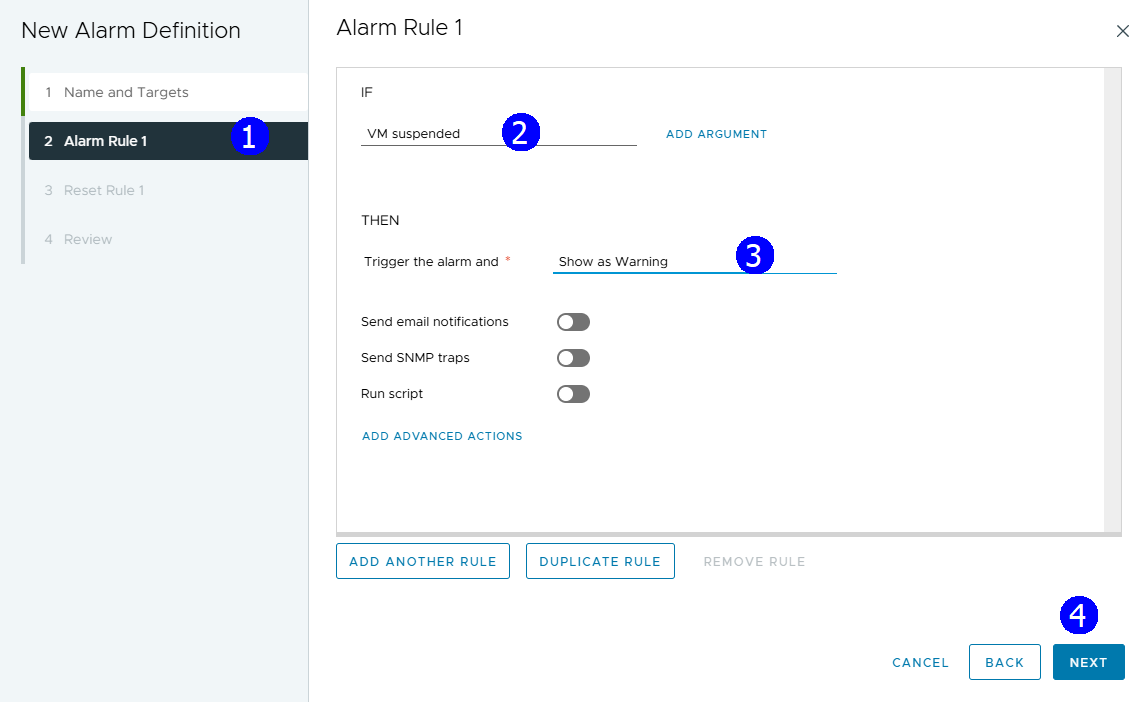 New Alarm Definition
1 Name and Targets
2 Alarm Rule 1
1
3 Reset Rule 1
4 Review
Alarm Rule 1
IF
VM suspended
2
ADD ARGUMENT
THEN
Trigger the alarm and *
Show as Warning
3
Send email notifications
Send SNMP traps
Run script
ADD ADVANCED ACTIONS
ADD ANOTHER RULE
DUPLICATE RULE
REMOVE RULE
4
CANCEL
BACK
NEXT